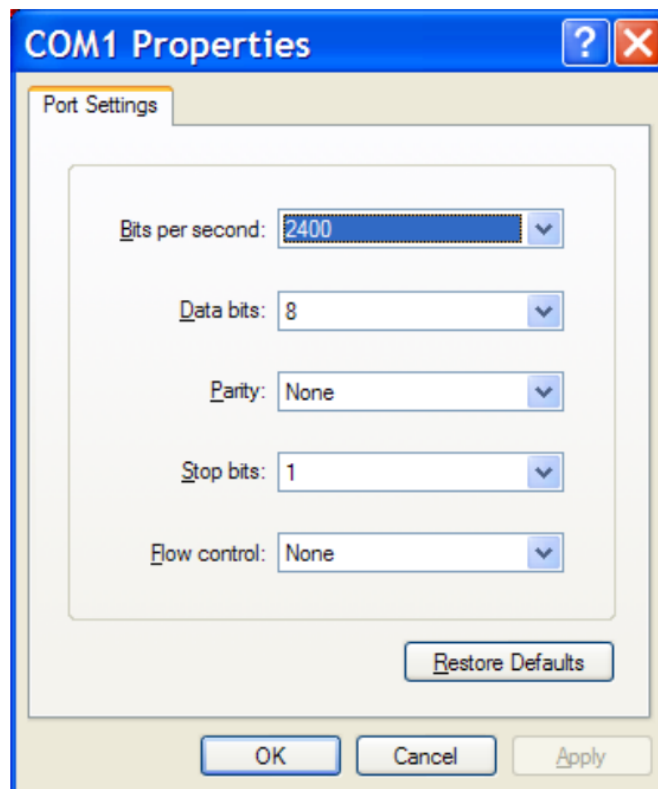 COM1 Properties
Port Settings
Bits per second: 2400
Data bits: 8
Parity: None
Stop bits: 1
Flow control: None
Restore Defaults
OK Cancel Apply